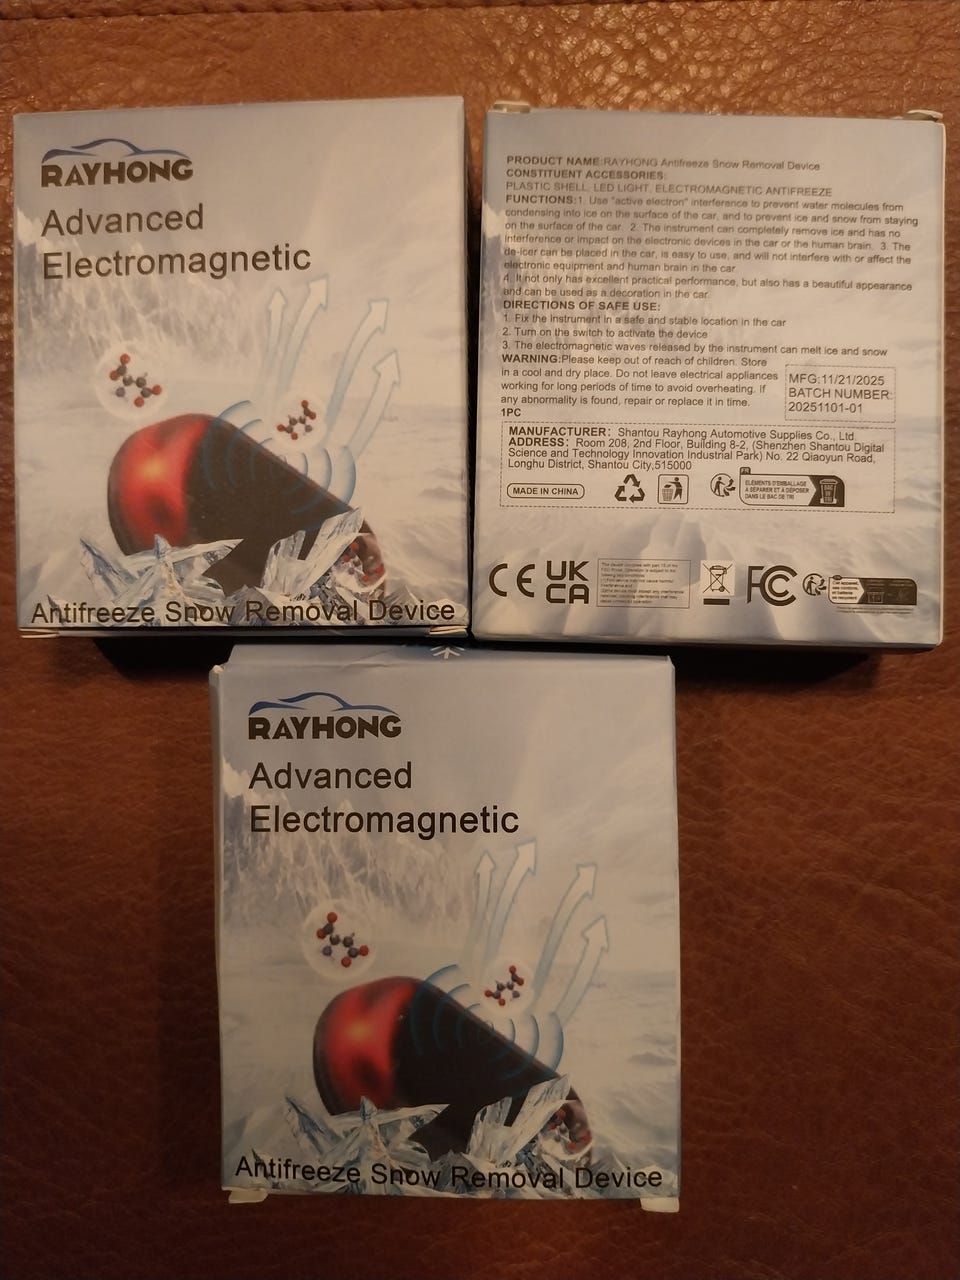 RAYHONG
Advanced
Electromagnetic
Antifreeze Snow Removal Device
PRODUCT NAME:RAYHONG Antifreeze Snow Removal Device
CONSTITUENT ACCESSORIES:
PLASTIC SHELL, LED LIGHT, ELECTROMAGNETIC ANTIFREEZE
FUNCTIONS:1. Use "active electron" interference to prevent water molecules from
condensing into ice on the surface of the car, and to prevent ice and snow from staying
on the surface of the car. 2. The instrument can completely remove ice and has no
interference or impact on the electronic devices in the car or the human brain. 3. The
de-icer can be placed in the car, is easy to use, and will not interfere with or affect the
electronic equipment and human brain in the car.
4. It not only has excellent practical performance, but also has a beautiful appearance
and can be used as a decoration in the car.
DIRECTIONS OF SAFE USE:
1. Fix the instrument in a safe and stable location in the car
2. Turn on the switch to activate the device
3. The electromagnetic waves released by the instrument can melt ice and snow
WARNING:Please keep out of reach of children. Store
in a cool and dry place. Do not leave electrical appliances
working for long periods of time to avoid overheating. If
any abnormality is found, repair or replace it in time.
1PC
MFG:11/21/2025
BATCH NUMBER:
20251101-01
MANUFACTURER: Shantou Rayhong Automotive Supplies Co., Ltd.
ADDRESS: Room 208, 2nd Floor, Building 8-2, (Shenzhen Shantou Digital
Science and Technology Innovation Industrial Park) No. 22 Qiaoyun Road,
Longhu District, Shantou City,515000
MADE IN CHINA
FR
ÉLÉMENTS D'EMBALLAGE
À SÉPARER ET À DÉPOSER
DANS LE BAC DE TRI
CE
UK
CA
FC
RAYHONG
Advanced
Electromagnetic
Antifreeze Snow Removal Device